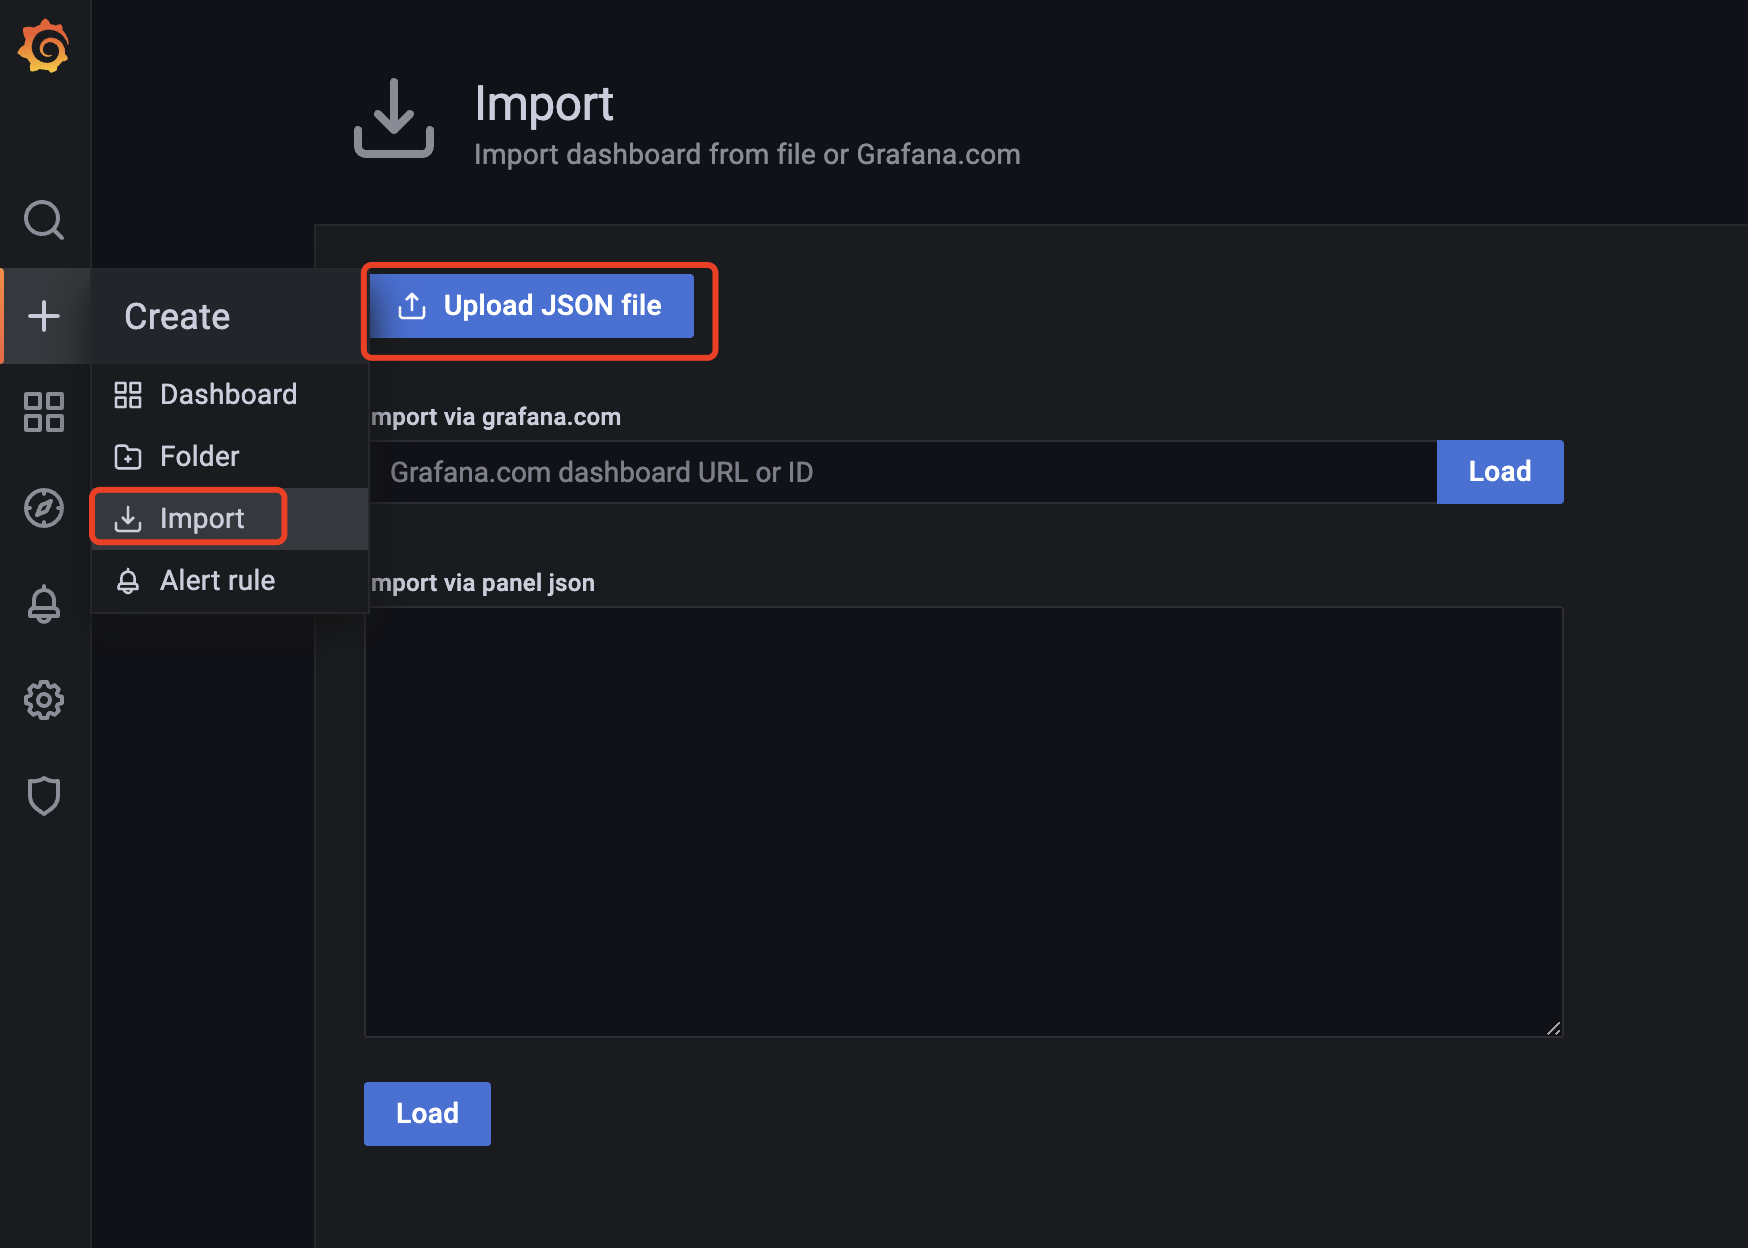 Import
Import dashboard from file or Grafana.com
Create
Upload JSON file
Dashboard
mport via grafana.com
Folder
Grafana.com dashboard URL or ID
Load
Import
Alert rule
mport via panel json
Load